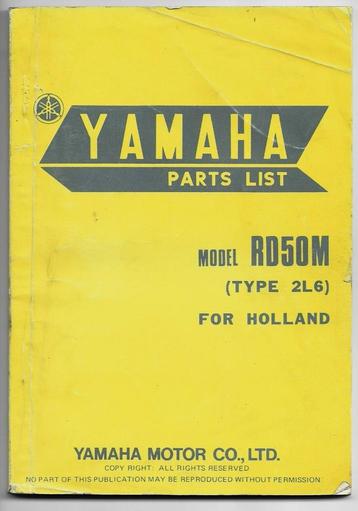 YAMAHA
PARTS LIST
MODEL RD50M
(TYPE 2L6)
FOR HOLLAND
YAMAHA MOTOR CO., LTD.
COPY RIGHT: ALL RIGHTS RESERVED
NO PART OF THIS PUBLICATION MAY BE REPRODUCED WITHOUT PERMISSION